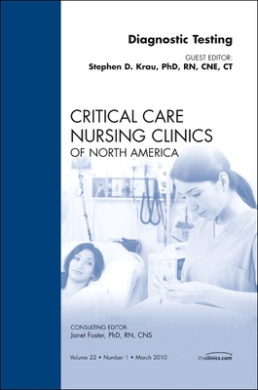 Diagnostic Testing
GUEST EDITOR:
Stephen D. Krau, PhD, RN, CNE, CT
CRITICAL CARE
NURSING CLINICS
OF NORTH AMERICA
CONSULTING EDITOR:
Janet Foster, PhD, RN, CNS
Volume 22 • Number 1 • March 2010
theclinics.com